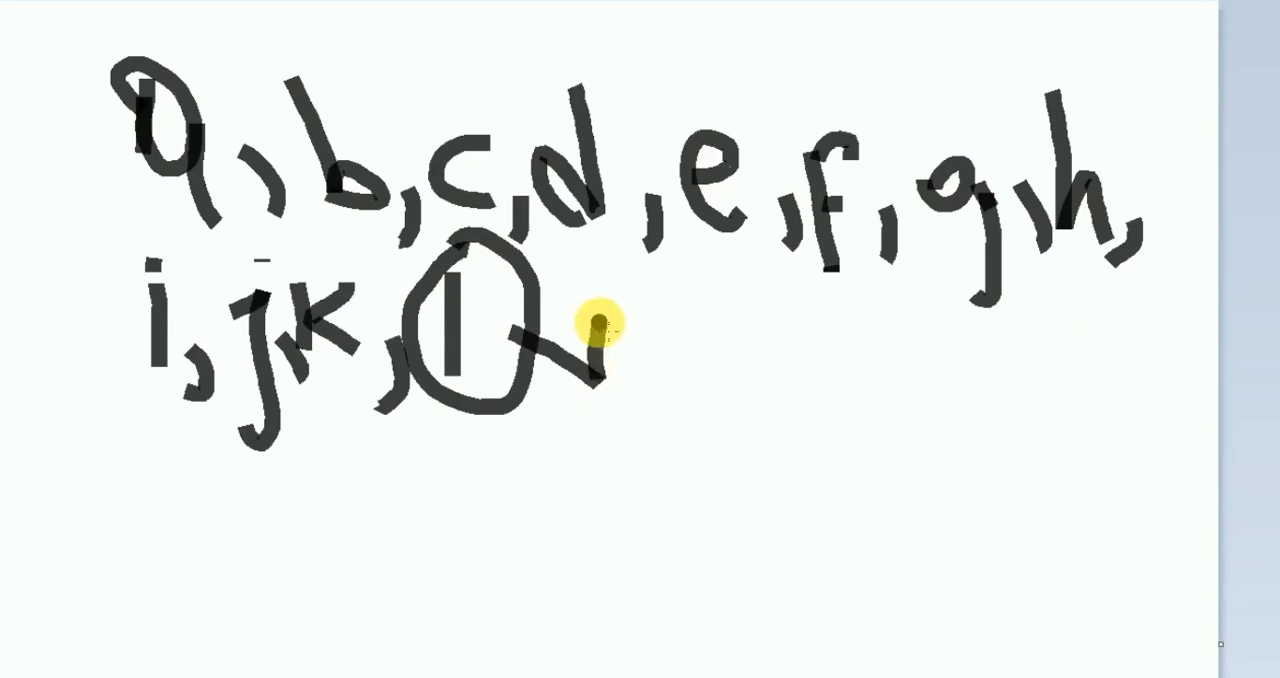 a, b, c, d, e, f, g, h,
i, j, k, l